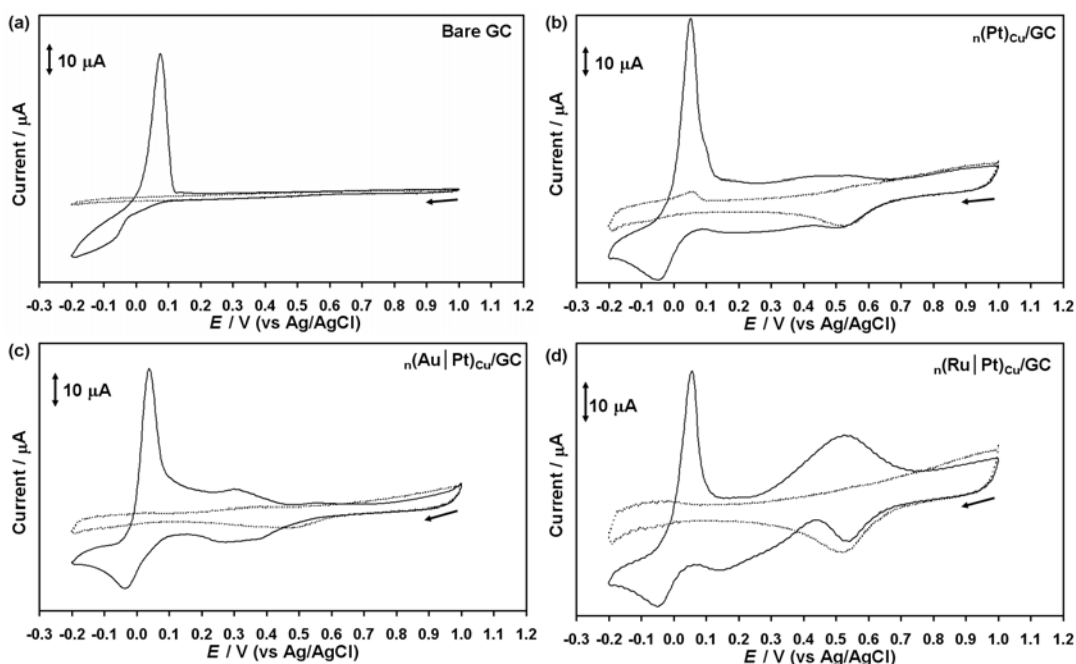 (a)
Bare GC
10 µA
Current / µA
-0.3 -0.2 -0.1 0.0 0.1 0.2 0.3 0.4 0.5 0.6 0.7 0.8 0.9 1.0 1.1 1.2
E / V (vs Ag/AgCl)
(b)
n(Pt)Cu/GC
10 µA
Current / µA
-0.3 -0.2 -0.1 0.0 0.1 0.2 0.3 0.4 0.5 0.6 0.7 0.8 0.9 1.0 1.1 1.2
E / V (vs Ag/AgCl)
(c)
n(Au|Pt)Cu/GC
10 µA
Current / µA
-0.3 -0.2 -0.1 0.0 0.1 0.2 0.3 0.4 0.5 0.6 0.7 0.8 0.9 1.0 1.1 1.2
E / V (vs Ag/AgCl)
(d)
n(Ru|Pt)Cu/GC
10 µA
Current / µA
-0.3 -0.2 -0.1 0.0 0.1 0.2 0.3 0.4 0.5 0.6 0.7 0.8 0.9 1.0 1.1 1.2
E / V (vs Ag/AgCl)